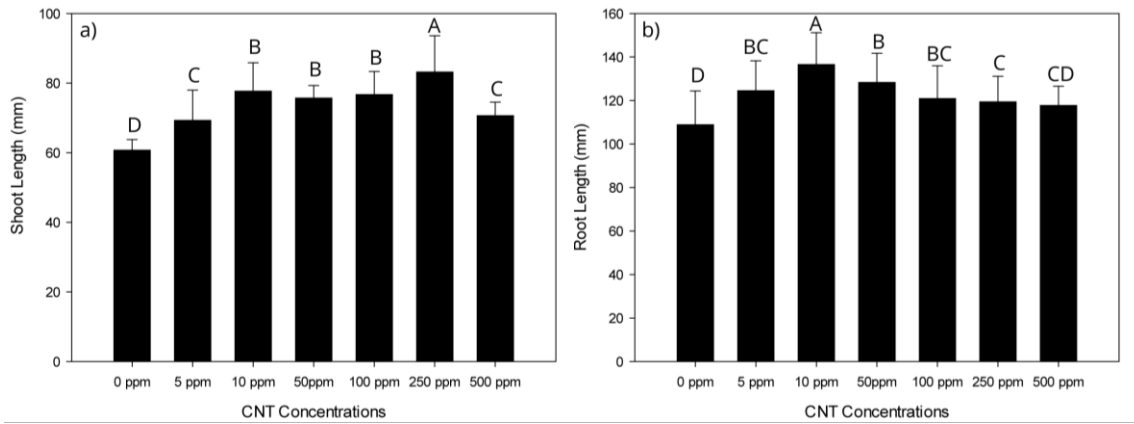 a)
Shoot Length (mm)
100
80
60
40
20
0
D
C
B
B
B
A
C
0 ppm 5 ppm 10 ppm 50ppm 100 ppm 250 ppm 500 ppm
CNT Concentrations
b)
Root Length (mm)
160
140
120
100
80
60
40
20
0
D
BC
A
B
BC
C
CD
0 ppm 5 ppm 10 ppm 50ppm 100 ppm 250 ppm 500 ppm
CNT Concentrations